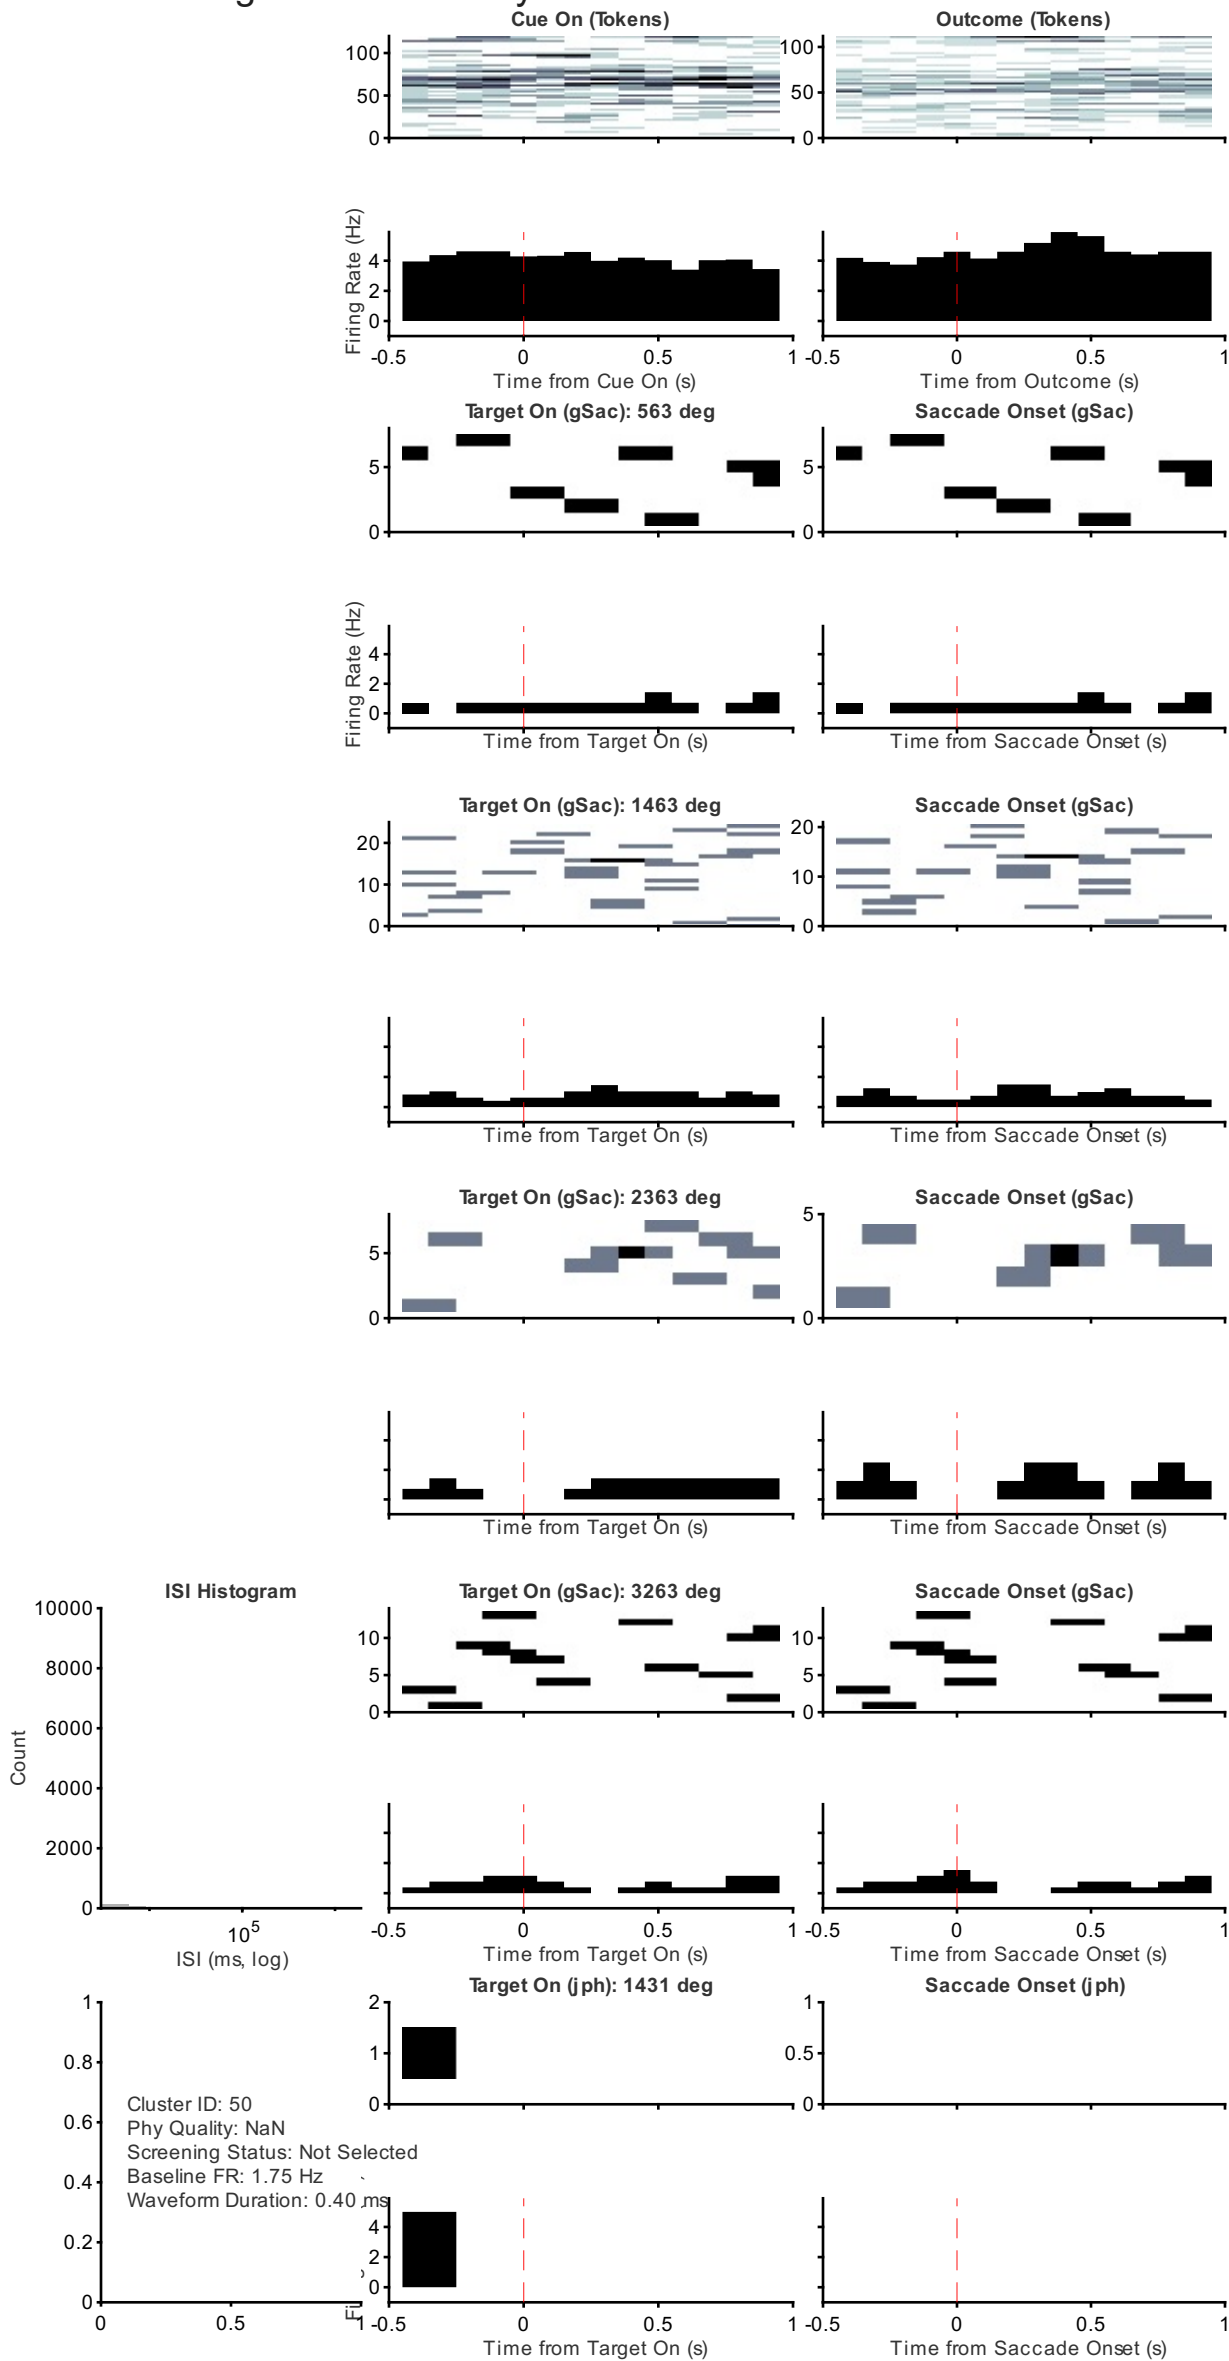 Cue On (Tokens)
Outcome (Tokens)
100
50
0
100
50
0
Firing Rate (Hz)
4
2
0
-0.5 0 0.5 1
-0.5 0 0.5 1
Time from Cue On (s)
Time from Outcome (s)
Target On (gSac): 563 deg
Saccade Onset (gSac)
5
0
5
0
Firing Rate (Hz)
4
2
0
Time from Target On (s)
Time from Saccade Onset (s)
Target On (gSac): 1463 deg
Saccade Onset (gSac)
20
10
0
20
10
0
Time from Target On (s)
Time from Saccade Onset (s)
Target On (gSac): 2363 deg
Saccade Onset (gSac)
5
0
5
0
Time from Target On (s)
Time from Saccade Onset (s)
ISI Histogram
Target On (gSac): 3263 deg
Saccade Onset (gSac)
10000
8000
6000
4000
2000
0
Count
10^5
ISI (ms, log)
10
5
0
10
5
0
-0.5 0 0.5 1
-0.5 0 0.5 1
Time from Target On (s)
Time from Saccade Onset (s)
Target On (jph): 1431 deg
Saccade Onset (jph)
1
0.8
0.6
0.4
0.2
0
0 0.5 1
Cluster ID: 50
Phy Quality: NaN
Screening Status: Not Selected
Baseline FR: 1.75 Hz
Waveform Duration: 0.40 ms
2
1
0
1
0.5
0
4
2
0
-0.5 0 0.5 1
-0.5 0 0.5 1
Time from Target On (s)
Time from Saccade Onset (s)